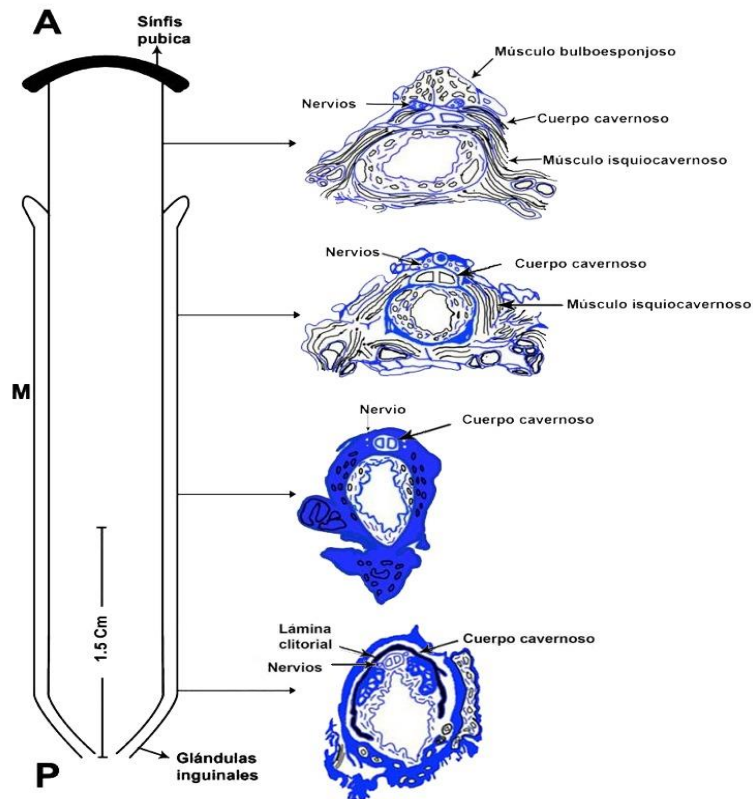 A
Sínfis
pubica
Músculo bulboesponjoso
Nervios
Cuerpo cavernoso
Músculo isquiocavernoso
Nervios
Cuerpo cavernoso
Músculo isquiocavernoso
M
Nervio
Cuerpo cavernoso
1.5 Cm
Lámina
clitorial
Cuerpo cavernoso
Nervios
Glándulas
inguinales
P